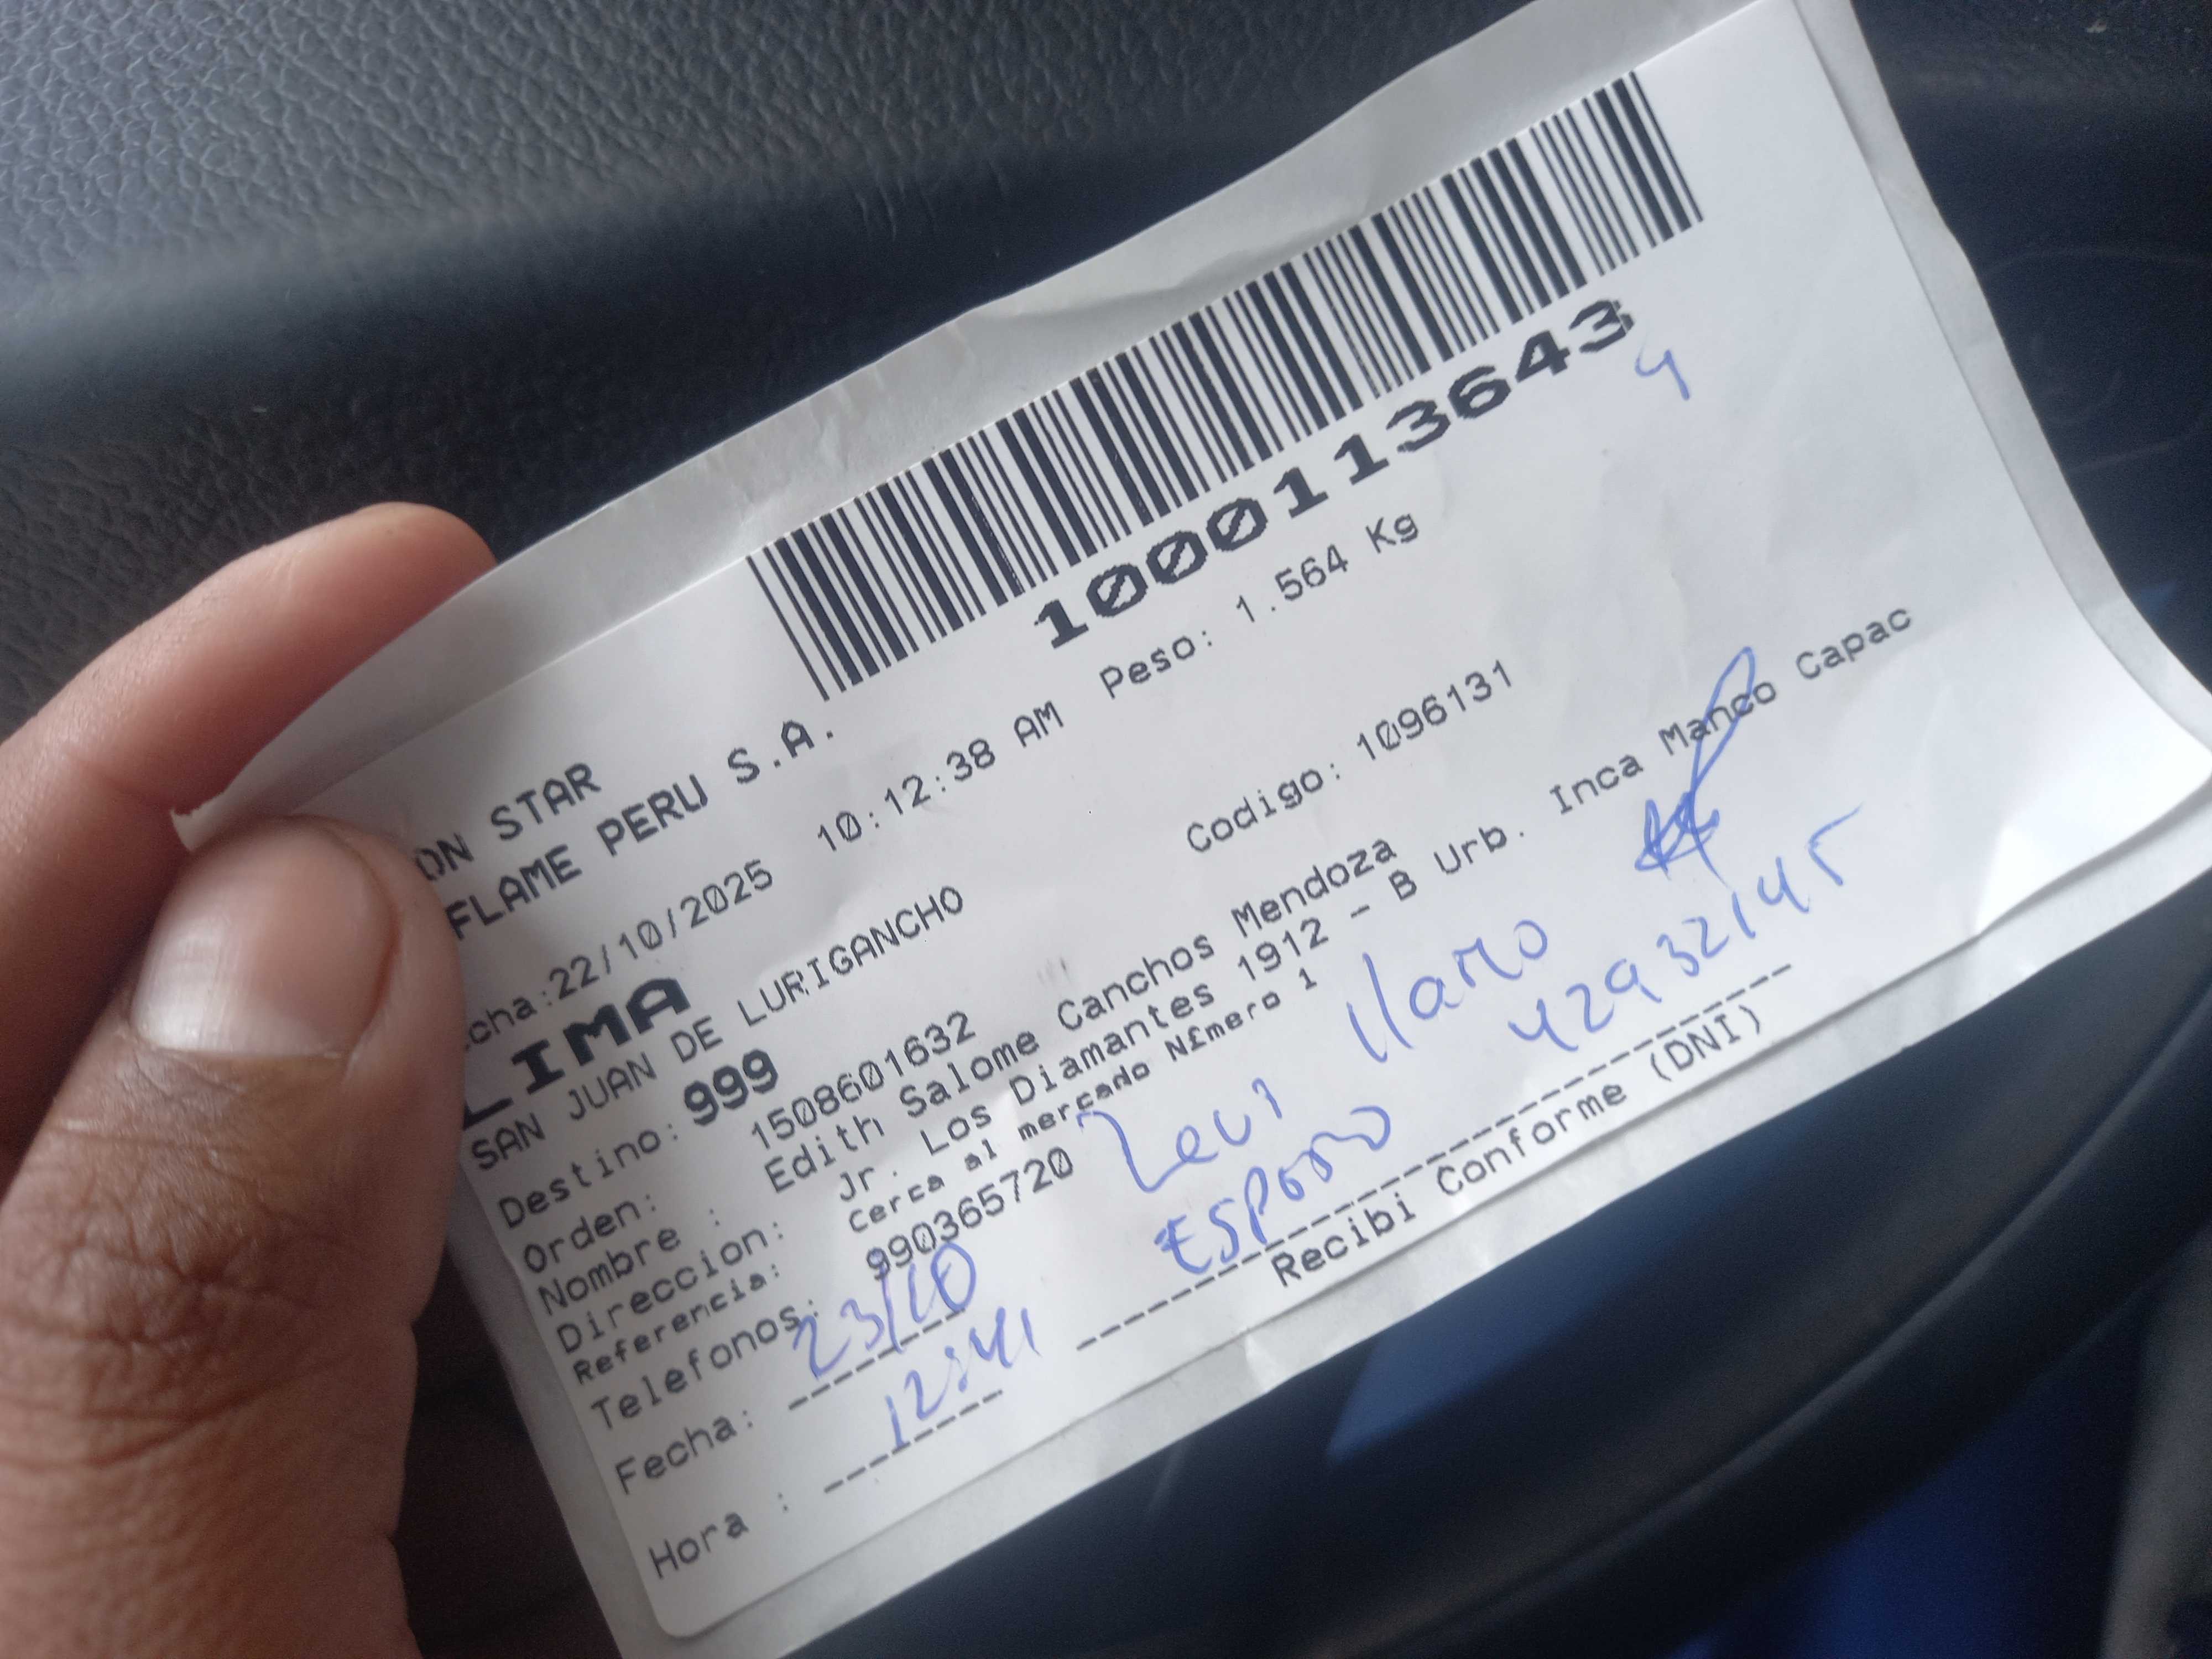 100011 13643
4
ON STAR
FLAME PERU S.A.
cha:22/10/2025 10:12:38 AM Peso: 1.564 Kg
LIMA
SAN JUAN DE LURIGANCHO
Destino: 999 Codigo: 1096131
Orden: 1508601632
Nombre : Edith Salome Canchos Mendoza
Direccion: Jr. Los Diamantes 1912 - B Urb. Inca Manco Capac
Referencia: Cerca al mercado N£mero 1
Telefonos: 990365720
Levi
Esposo 42932145
Fecha: 23/10
Hora : 12:41
Recibi Conforme (DNI)